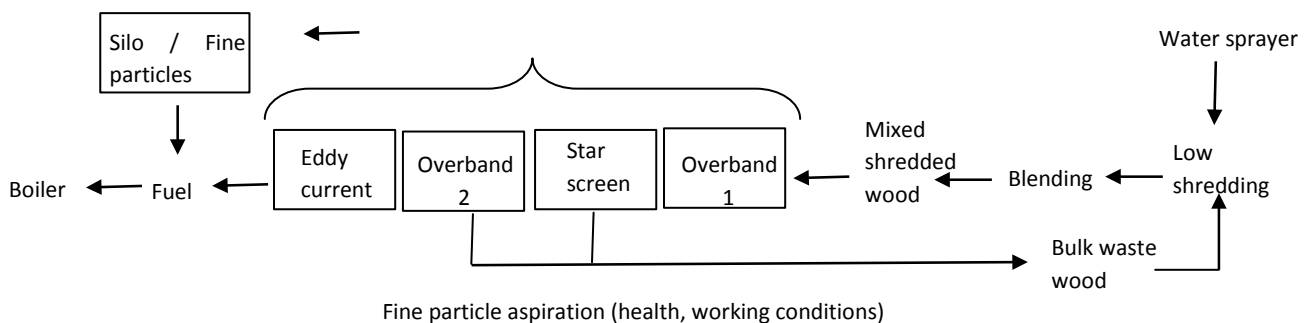 Silo / Fine
particles
Water sprayer
Eddy
current
Overband
2
Star
screen
Overband
1
Mixed
shredded
wood
Low
shredding
Blending
Boiler
Fuel
Bulk waste
wood
Fine particle aspiration (health, working conditions)